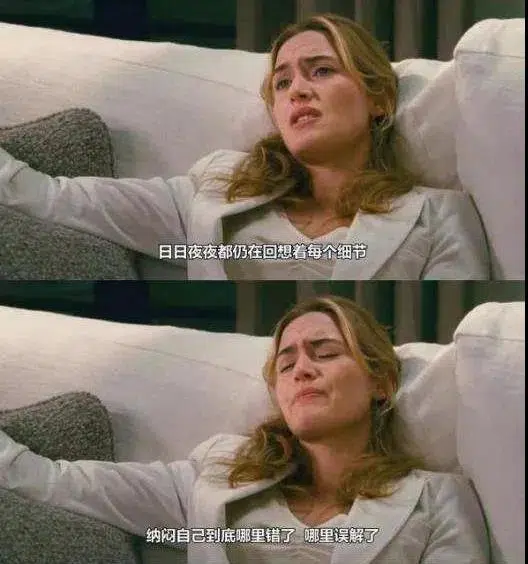 日日夜夜都仍在回想着每个细节
纳闷自己到底哪里错了 哪里误解了